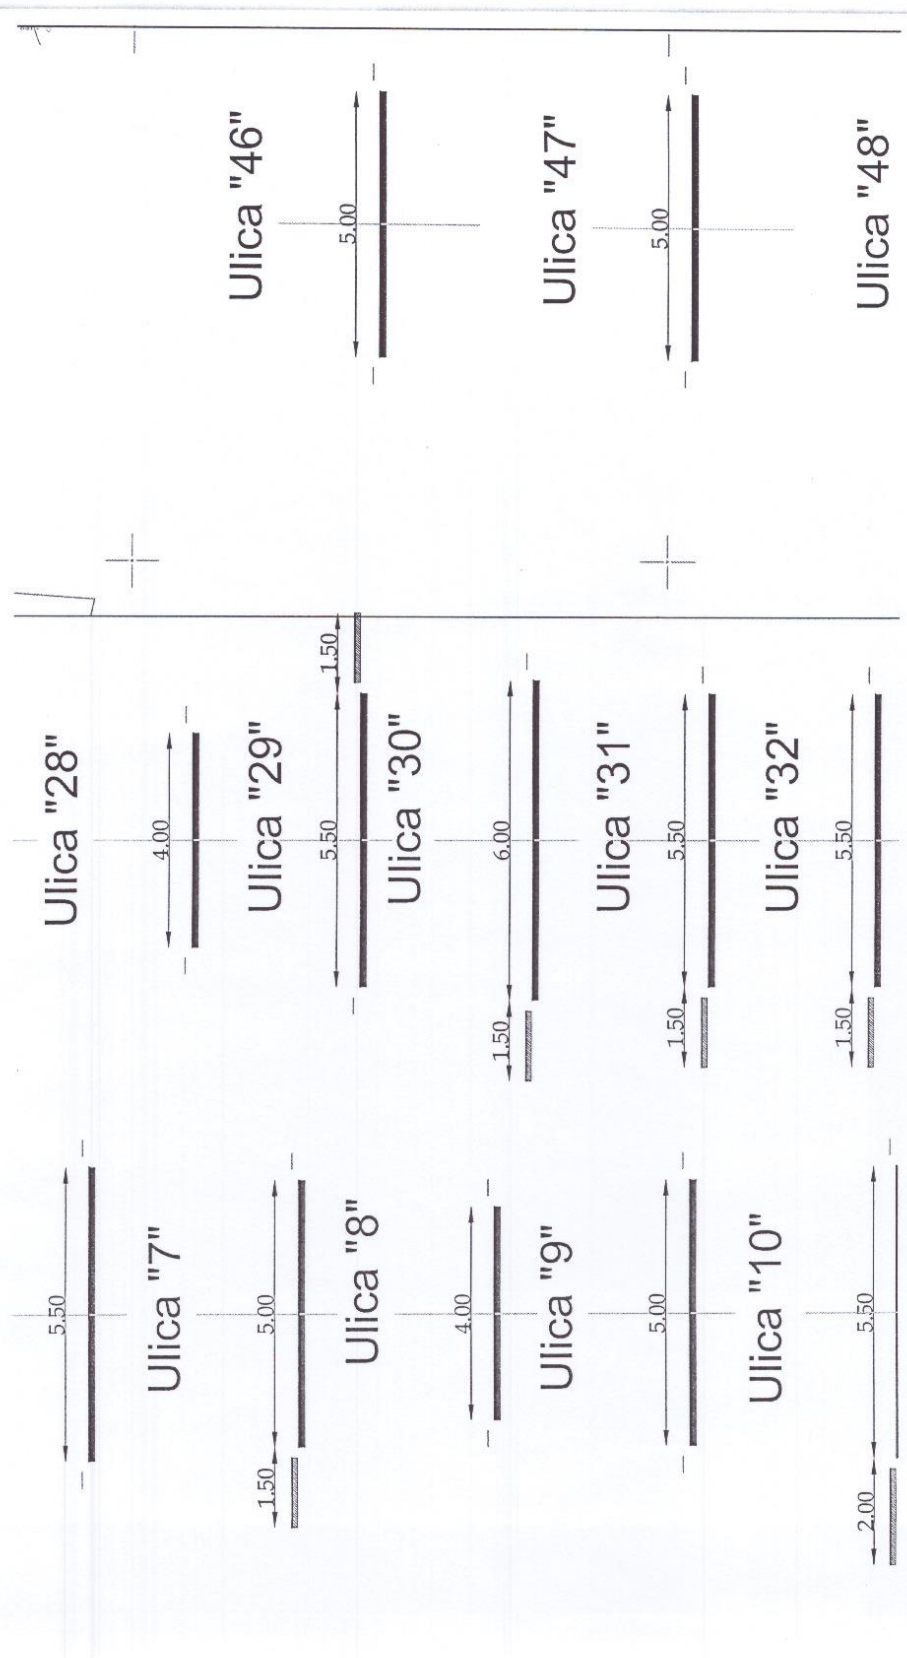 5.50
Ulica "7"
1.50 5.00
Ulica "8"
4.00
Ulica "9"
5.00
Ulica "10"
2.00 5.50
Ulica "28"
4.00
Ulica "29"
5.50 1.50
Ulica "30"
1.50 6.00
Ulica "31"
1.50 5.50
Ulica "32"
1.50 5.50
Ulica "46"
5.00
Ulica "47"
5.00
Ulica "48"